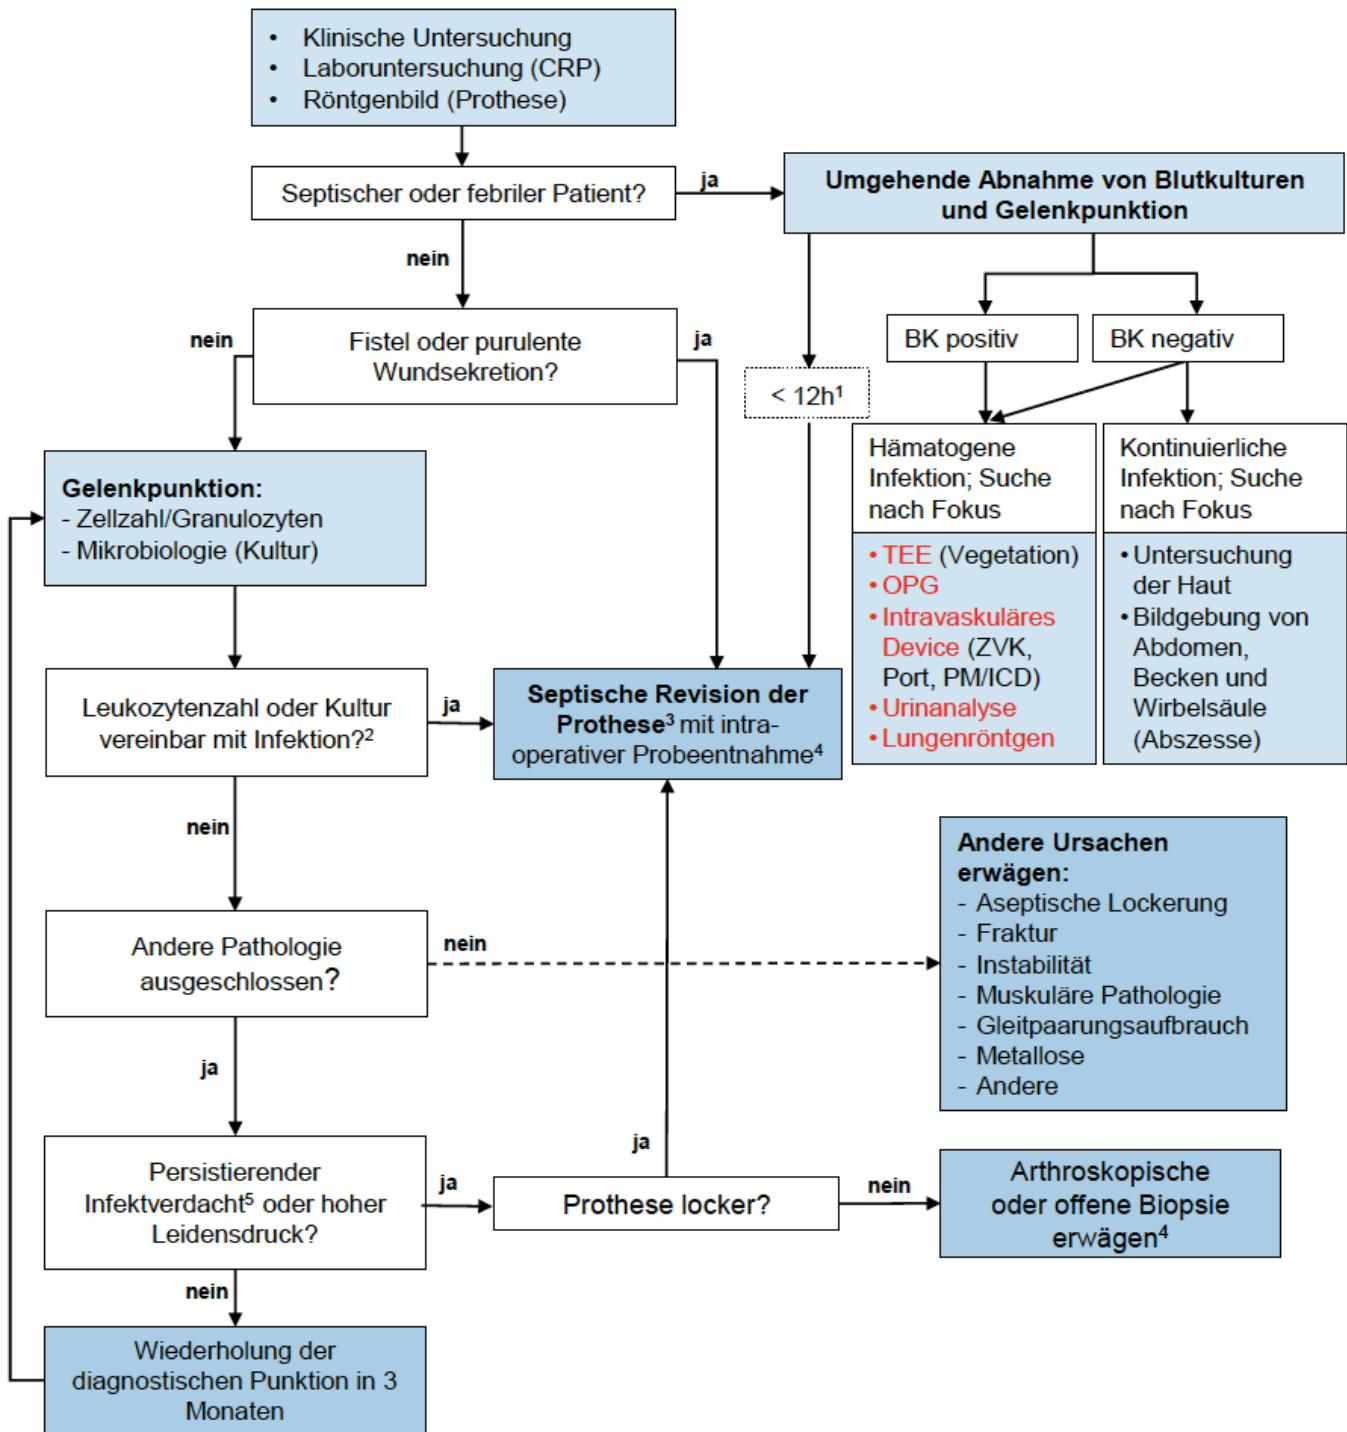 • Klinische Untersuchung
• Laboruntersuchung (CRP)
• Röntgenbild (Prothese)
Septischer oder febriler Patient?
ja
Umgehende Abnahme von Blutkulturen
und Gelenkpunktion
nein
nein
Fistel oder purulente
Wundsekretion?
ja
BK positiv
BK negativ
< 12h¹
Hämatogene
Infektion; Suche
nach Fokus
• TEE (Vegetation)
• OPG
• Intravaskuläres
Device (ZVK,
Port, PM/ICD)
• Urinanalyse
• Lungenröntgen
Kontinuierliche
Infektion; Suche
nach Fokus
• Untersuchung
der Haut
• Bildgebung von
Abdomen,
Becken und
Wirbelsäule
(Abszesse)
Gelenkpunktion:
- Zellzahl/Granulozyten
- Mikrobiologie (Kultur)
Leukozytenzahl oder Kultur
vereinbar mit Infektion?²
ja
Septische Revision der
Prothese³ mit intra-
operativer Probeentnahme⁴
nein
Andere Pathologie
ausgeschlossen?
nein
Andere Ursachen
erwägen:
- Aseptische Lockerung
- Fraktur
- Instabilität
- Muskuläre Pathologie
- Gleitpaarungsaufbrauch
- Metallose
- Andere
ja
Persistierender
Infektverdacht⁵ oder hoher
Leidensdruck?
ja
Prothese locker?
ja
nein
Arthroskopische
oder offene Biopsie
erwägen⁴
nein
Wiederholung der
diagnostischen Punktion in 3
Monaten